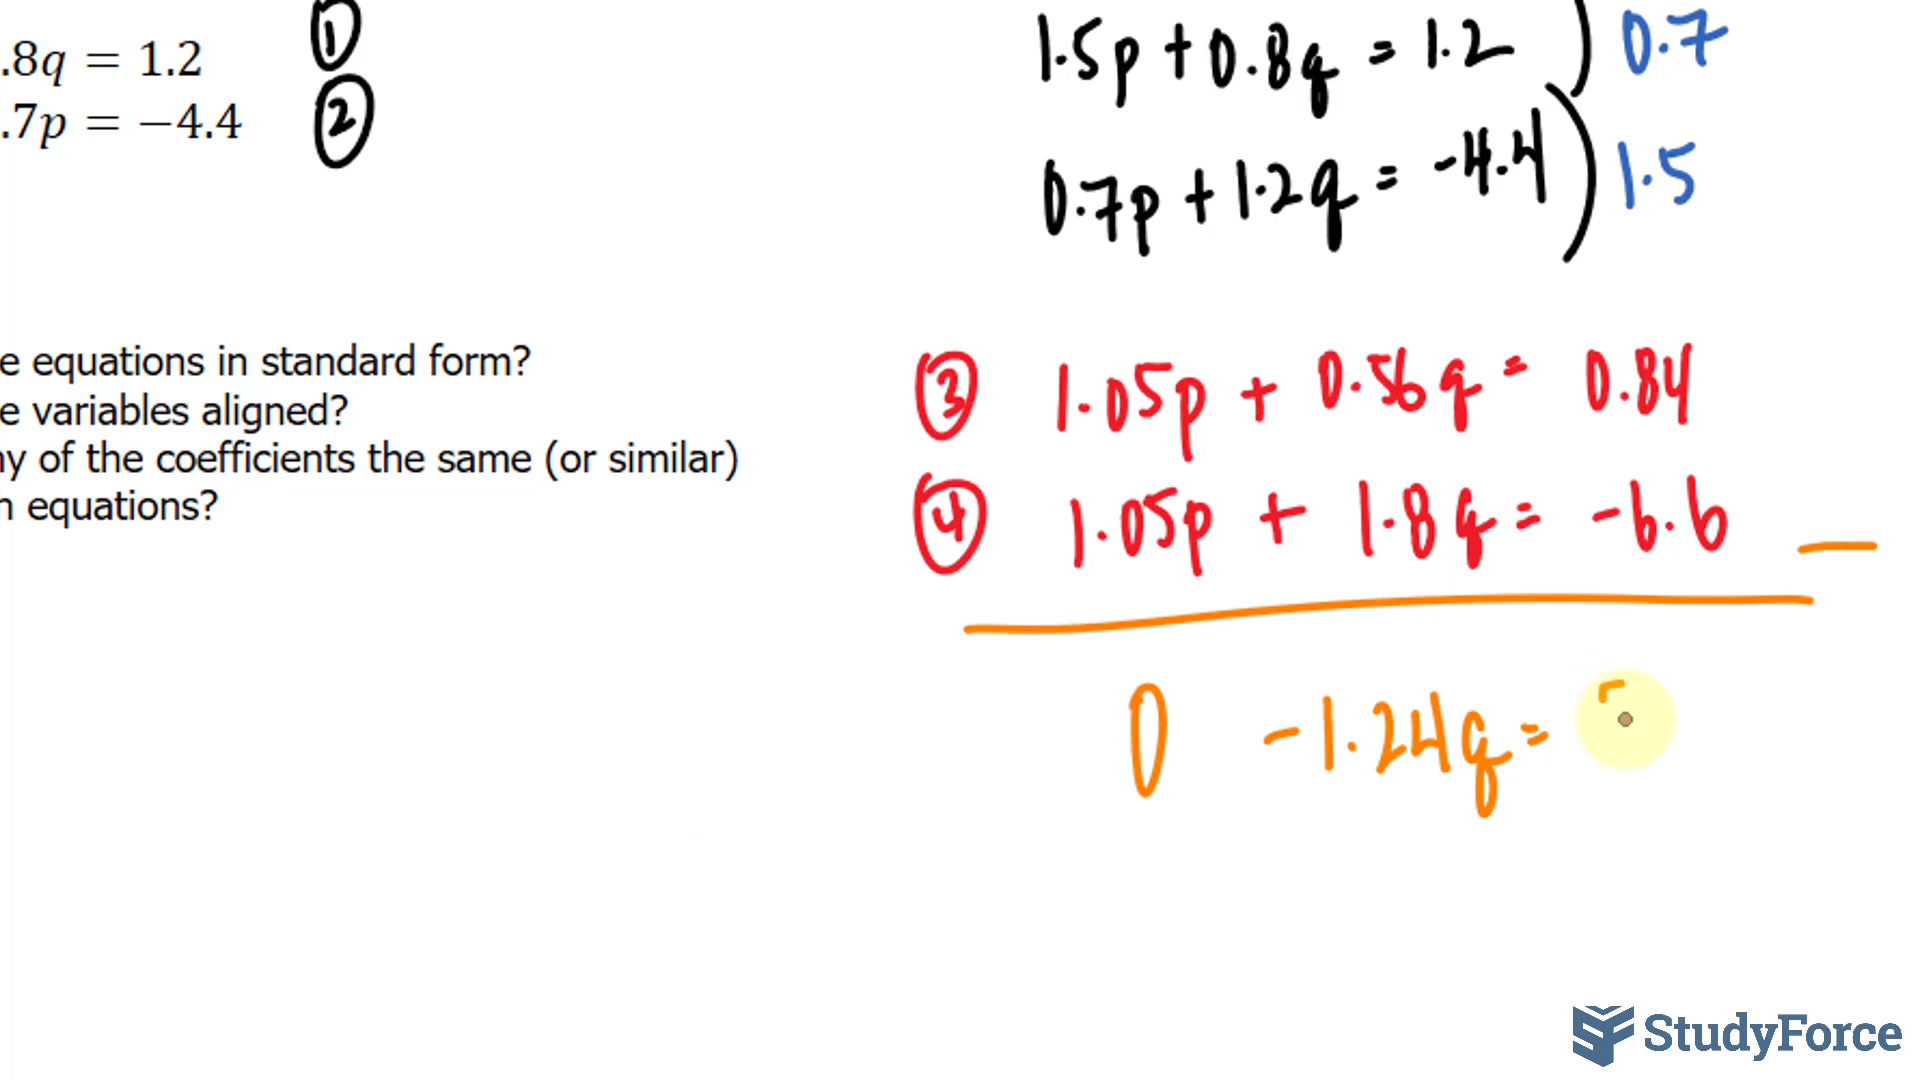 .8q = 1.2 ①
.7p = −4.4 ②
1.5p + 0.8q = 1.2 ) 0.7
0.7p + 1.2q = -4.4 ) 1.5
e equations in standard form?
e variables aligned?
y of the coefficients the same (or similar)
n equations?
③ 1.05p + 0.56q = 0.84
④ 1.05p + 1.8q = -6.6 —
0 -1.24q =
StudyForce